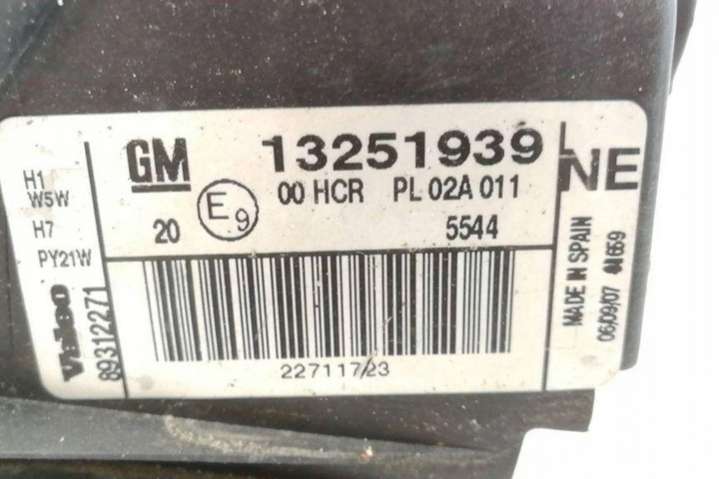 GM 13251939
00 HCR PL 02A 011
20 E9 5544
22711723
H1
W5W
H7
PY21W
Valeo
89312271
L
NE
MADE IN SPAIN
06/09/07